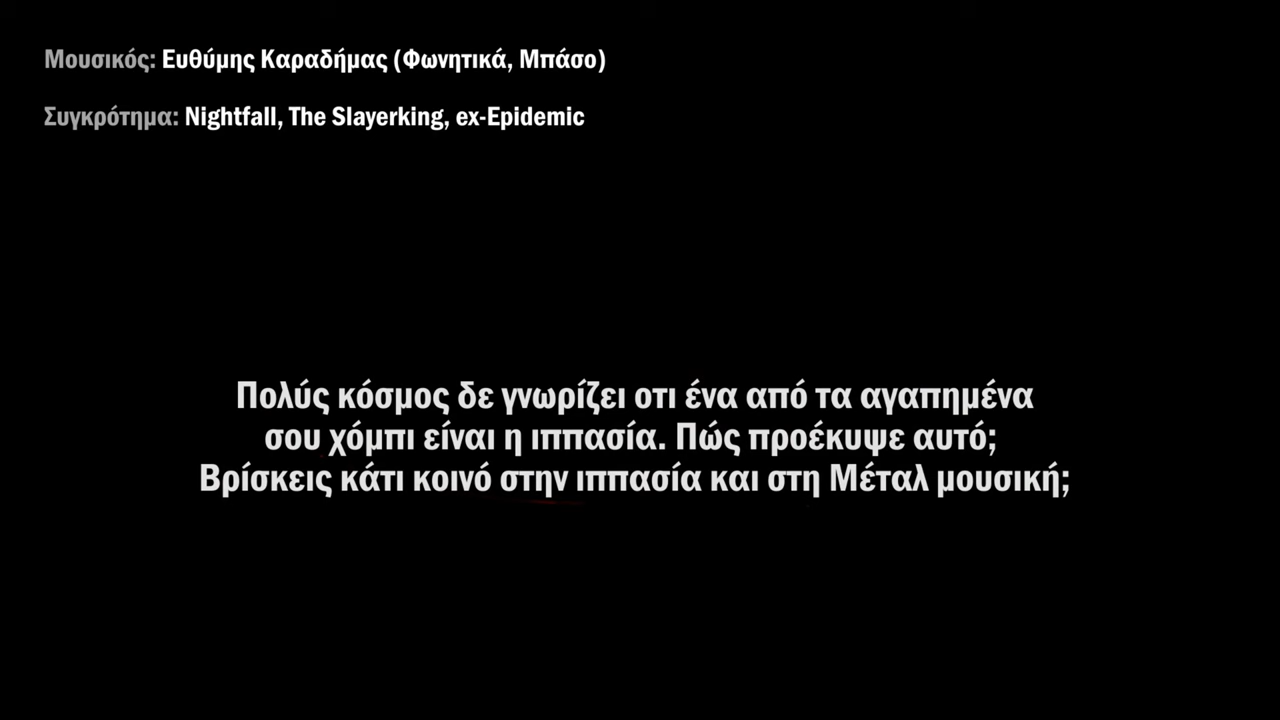 Μουσικός: Ευθύμης Καραδήμας (Φωνητικά, Μπάσο)
Συγκρότημα: Nightfall, The Slayerking, ex-Epidemic
Πολύς κόσμος δε γνωρίζει οτι ένα από τα αγαπημένα
σου χόμπι είναι η ιππασία. Πώς προέκυψε αυτό;
Βρίσκεις κάτι κοινό στην ιππασία και στη Μέταλ μουσική;